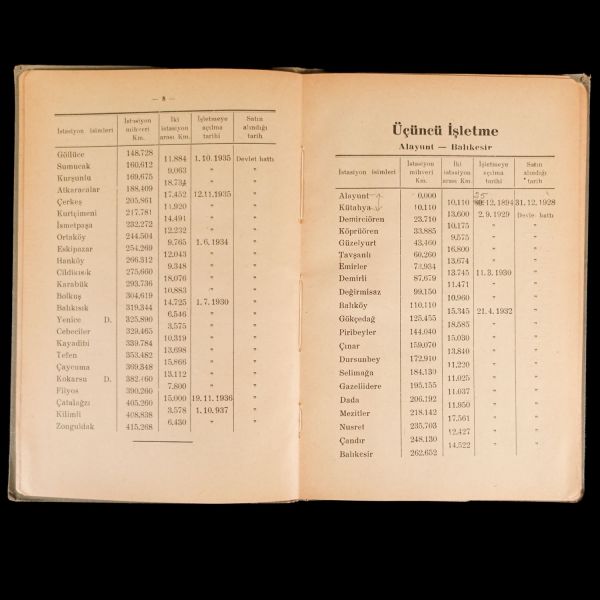 — 8 —
İstasyon isimleri İstasyon mihveri Km. İki istasyon arası Km. İşletmeye açılma tarihi Satın alındığı tarih
Göllüce 148,728
11,884 1.10.1935 Devlet hattı
Sumucak 160,612
9,063 " "
Kurşunlu 169,675
18,734 " "
Atkaracalar 188,409
17,452 12.11.1935 "
Çerkeş 205,861
11,920 " "
Kurtçimeni 217,781
14,491 " "
İsmetpaşa 232,272
12,232 " "
Ortaköy 244,504
9,765 1.6.1934 "
Eskipazar 254,269
12,043 " "
Hanköy 266,312
9,348 " "
Cildikısık 275,660
18,076 " "
Karabük 293,736
10,883 " "
Bolkuş 304,619
14,725 1.7.1930 "
Balıkısık 319,344
6,546 " "
Yenice D. 325,890
3,575 " "
Cebeciler 329,465
10,319 " "
Kayadibi 339,784
13,698 " "
Tefen 353,482
15,866 " "
Çaycuma 369,348
13,112 " "
Kokarsu D. 382,460
7,800 " "
Filyos 390,260
15,000 19.11.1936 "
Çatalağzı 405,260
3,578 1.10.937 "
Kilimli 408,838
6,430 " "
Zonguldak 415,268
Üçüncü İşletme
Alayunt — Balıkesir
İstasyon isimleri İstasyon mihveri Km. İki istasyon arası Km. İşletmeye açılma tarihi Satın alındığı tarih
Alayunt 0,000
10,110 12.1894 31.12.1928
Kütahya 10,110
13,600 2.9.1929 Devlet hattı
Demirciören 23,710
10,175 " "
Köprüören 33,885
9,575 " "
Güzelyurt 43,460
16,800 " "
Tavşanlı 60,260
13,674 " "
Emirler 73,934
13,745 11.3.1930 "
Demirli 87,679
11,471 " "
Değirmisaz 99,150
10,960 " "
Balıköy 110,110
15,345 21.4.1932 "
Gökçedağ 125,455
18,585 " "
Piribeyler 144,040
15,030 " "
Çınar 159,070
13,840 " "
Dursunbey 172,910
11,220 " "
Selimağa 184,130
11,025 " "
Gazellidere 195,155
11,037 " "
Dada 206,192
11,950 " "
Mezitler 218,142
17,561 " "
Nusret 235,703
12,427 " "
Çandır 248,130
14,522 " "
Balıkesir 262,652